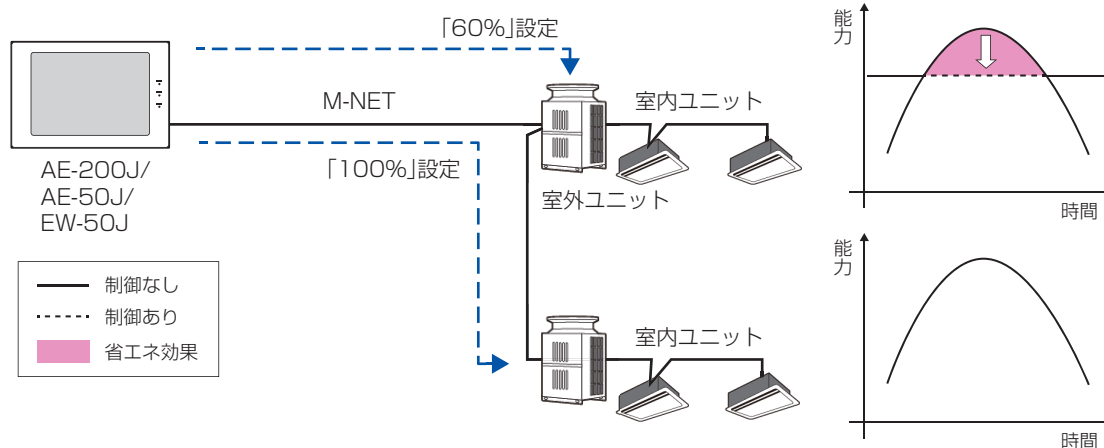 「60%」設定
M-NET
室内ユニット
AE-200J/
AE-50J/
EW-50J
「100%」設定
室外ユニット
制御なし
制御あり
省エネ効果
室内ユニット
能力
時間
能力
時間